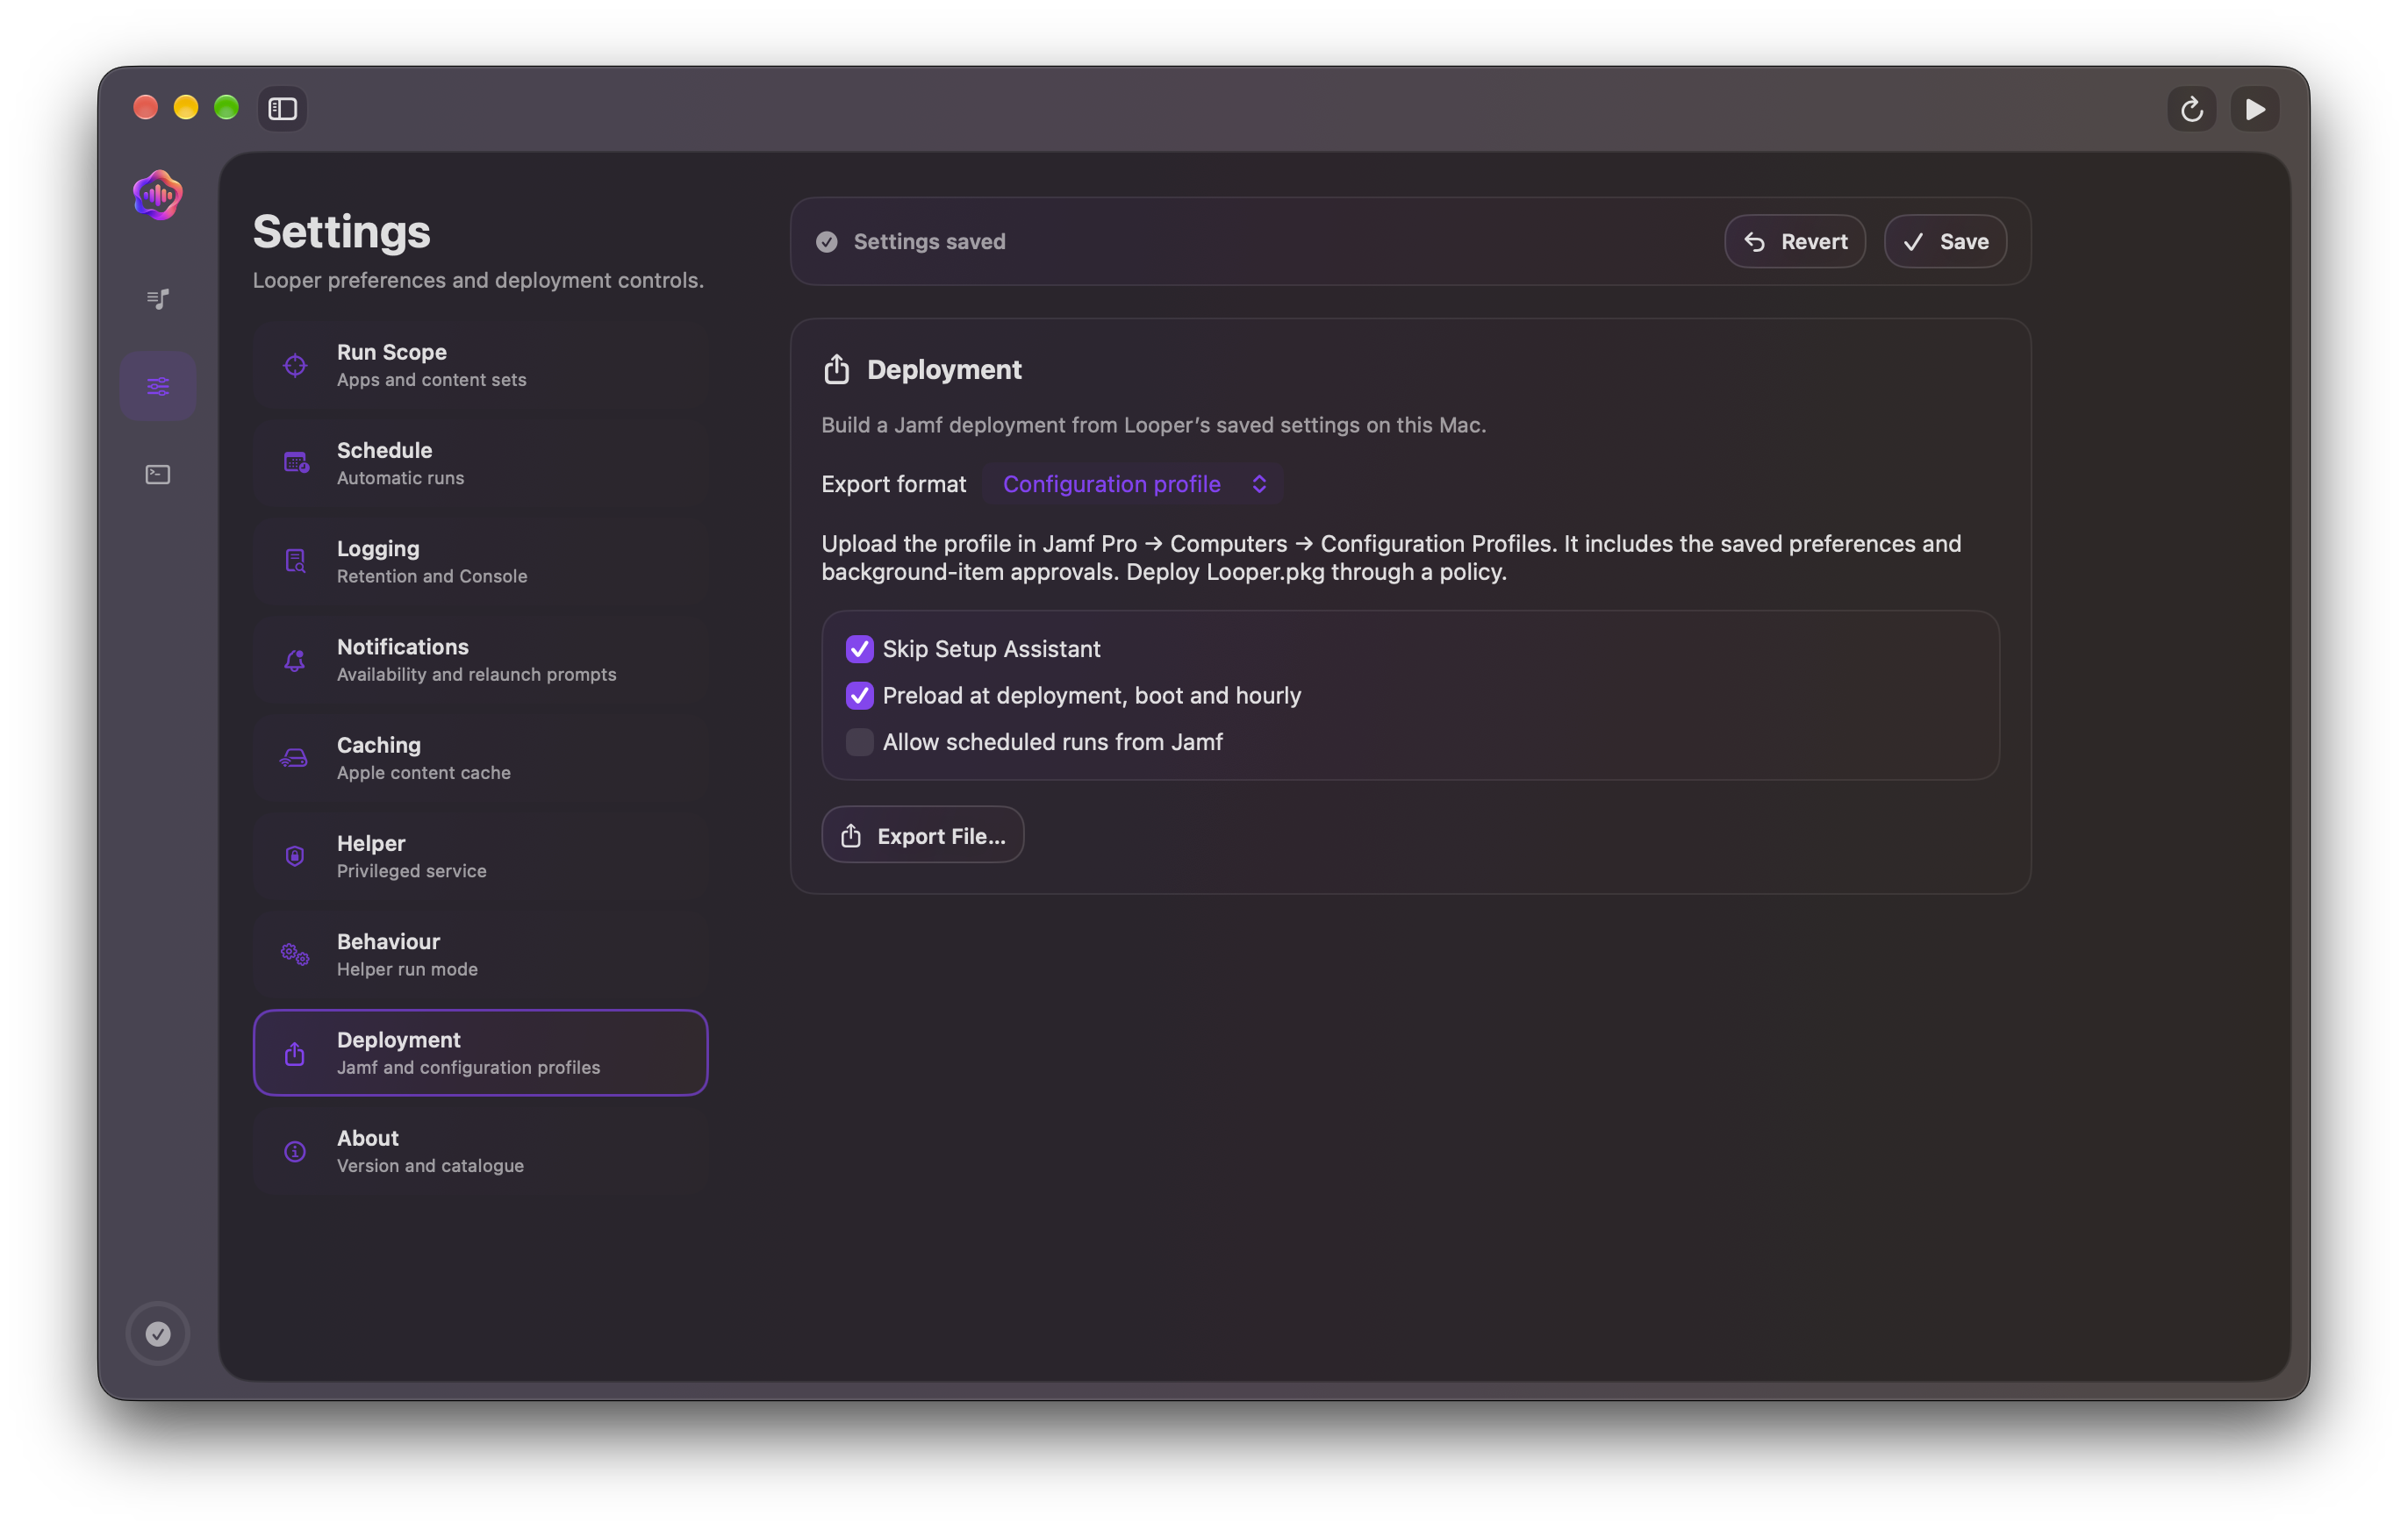 Settings
Looper preferences and deployment controls.
Run Scope
Apps and content sets
Schedule
Automatic runs
Logging
Retention and Console
Notifications
Availability and relaunch prompts
Caching
Apple content cache
Helper
Privileged service
Behaviour
Helper run mode
Deployment
Jamf and configuration profiles
About
Version and catalogue
Settings saved
Revert
Save
Deployment
Build a Jamf deployment from Looper’s saved settings on this Mac.
Export format Configuration profile
Upload the profile in Jamf Pro → Computers → Configuration Profiles. It includes the saved preferences and
background-item approvals. Deploy Looper.pkg through a policy.
Skip Setup Assistant
Preload at deployment, boot and hourly
Allow scheduled runs from Jamf
Export File...